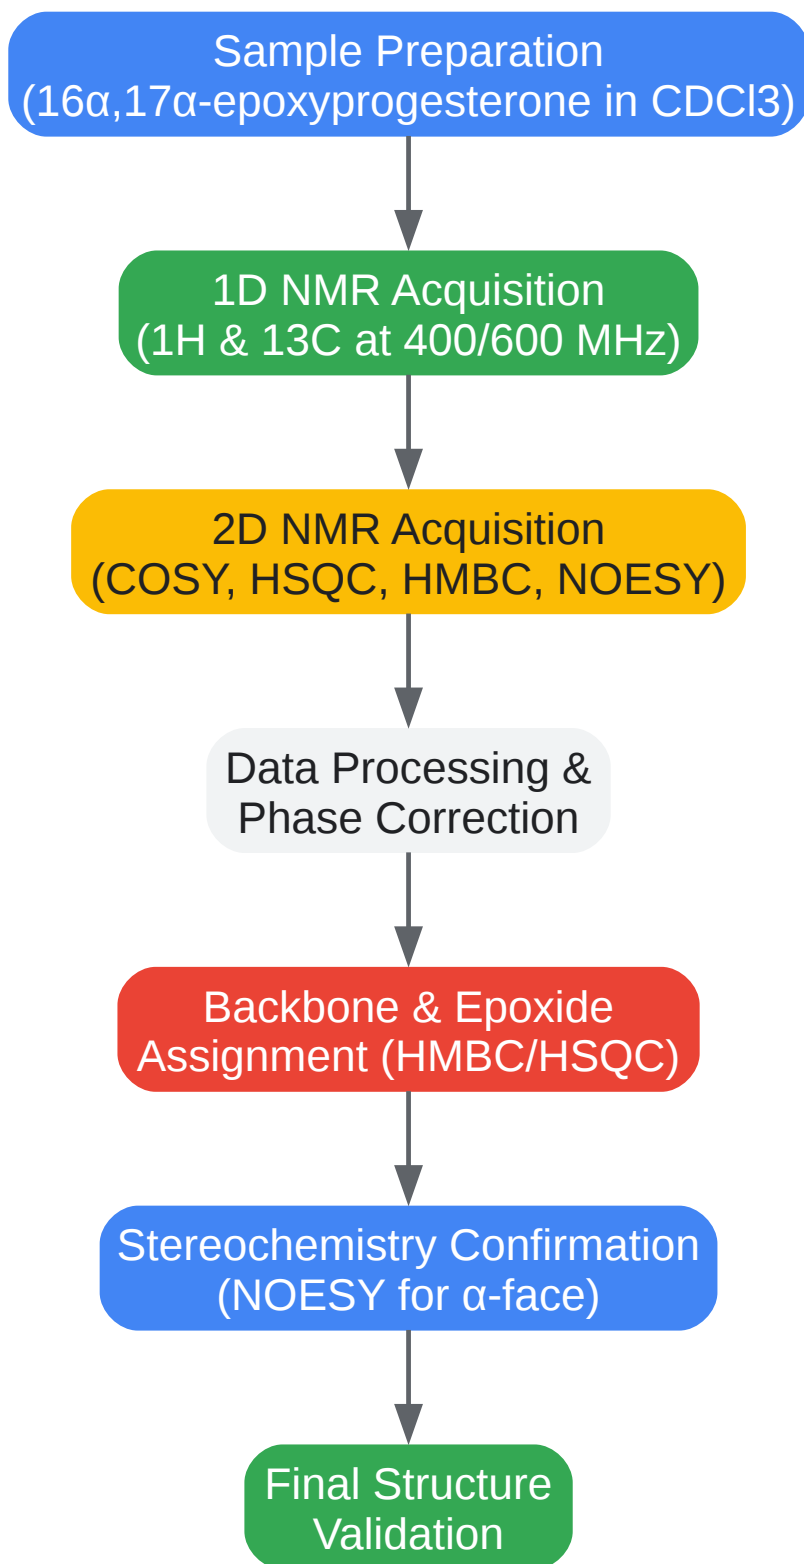 Sample Preparation
(16α,17α-epoxyprogesterone in CDCl3)
1D NMR Acquisition
(1H & 13C at 400/600 MHz)
2D NMR Acquisition
(COSY, HSQC, HMBC, NOESY)
Data Processing &
Phase Correction
Backbone & Epoxide
Assignment (HMBC/HSQC)
Stereochemistry Confirmation
(NOESY for α-face)
Final Structure
Validation